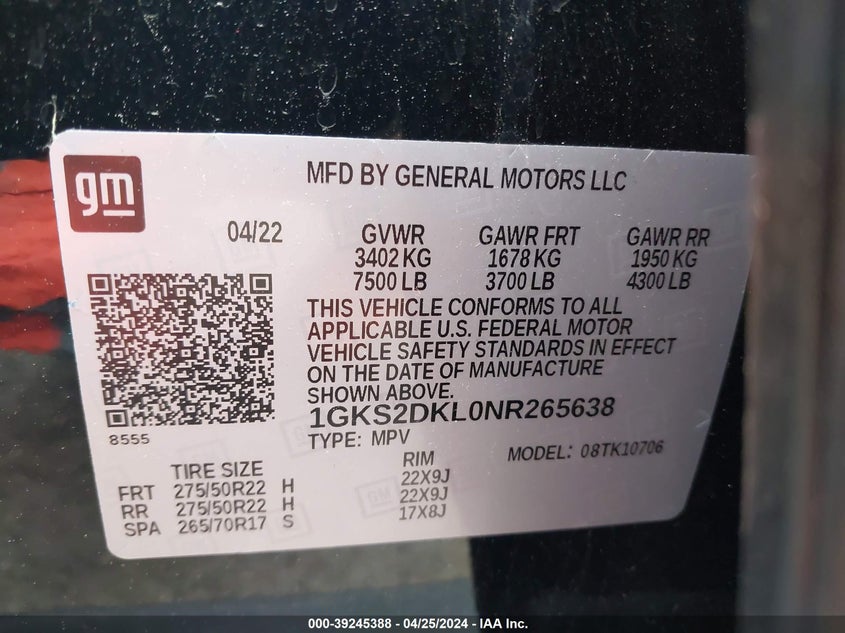 gm
MFD BY GENERAL MOTORS LLC
04/22 GVWR GAWR FRT GAWR RR
3402 KG 1678 KG 1950 KG
7500 LB 3700 LB 4300 LB
THIS VEHICLE CONFORMS TO ALL
APPLICABLE U.S. FEDERAL MOTOR
VEHICLE SAFETY STANDARDS IN EFFECT
ON THE DATE OF MANUFACTURE
SHOWN ABOVE.
1GKS2DKL0NR265638
8555
TYPE: MPV MODEL: 08TK10706
TIRE SIZE RIM
FRT 275/50R22 H 22X9J
RR 275/50R22 H 22X9J
SPA 265/70R17 S 17X8J
000-39245388 - 04/25/2024 - IAA Inc.